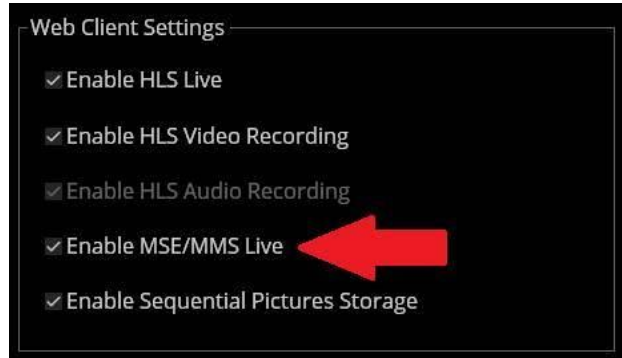 Web Client Settings
Enable HLS Live
Enable HLS Video Recording
Enable HLS Audio Recording
Enable MSE/MMS Live
Enable Sequential Pictures Storage